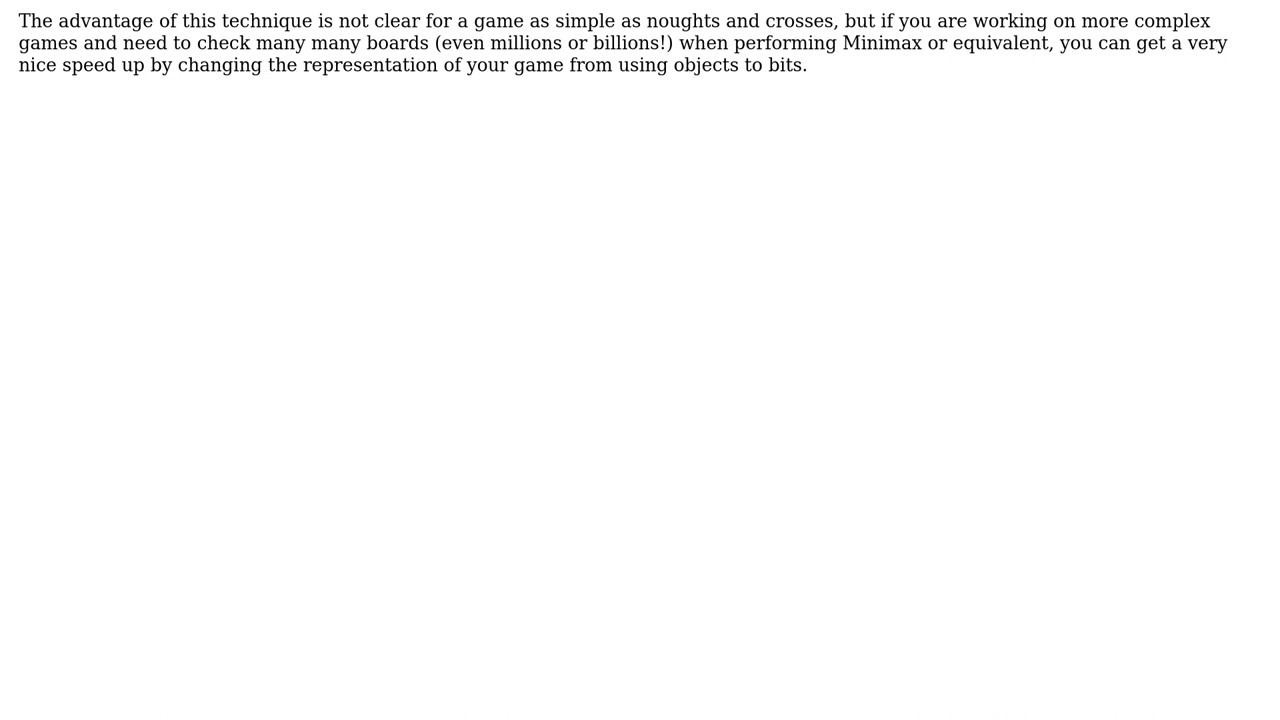 The advantage of this technique is not clear for a game as simple as noughts and crosses, but if you are working on more complex
games and need to check many many boards (even millions or billions!) when performing Minimax or equivalent, you can get a very
nice speed up by changing the representation of your game from using objects to bits.